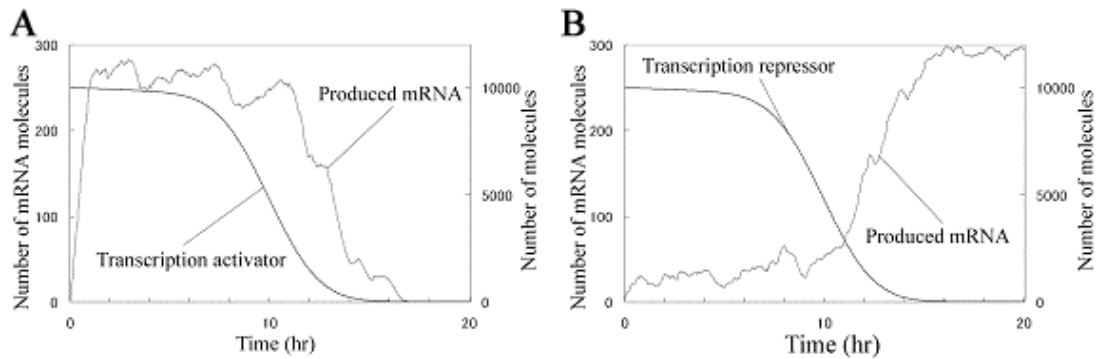 A
Number of mRNA molecules
300
200
100
0
0
10
20
Time (hr)
10000
5000
0
Number of molecules
Produced mRNA
Transcription activator
B
Number of mRNA molecules
300
200
100
0
0
10
20
Time (hr)
10000
5000
0
Number of molecules
Transcription repressor
Produced mRNA